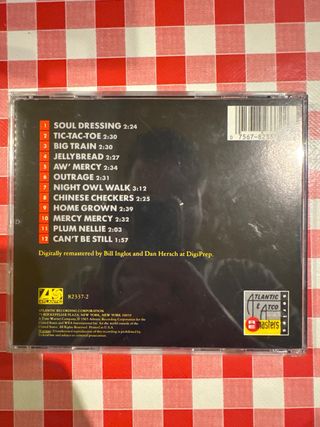 1 SOUL DRESSING 2:24
2 TIC-TAC-TOE 2:30
3 BIG TRAIN 2:30
4 JELLYBREAD 2:27
5 AW' MERCY 2:34
6 OUTRAGE 2:31
7 NIGHT OWL WALK 3:12
8 CHINESE CHECKERS 2:25
9 HOME GROWN 2:39
10 MERCY MERCY 2:32
11 PLUM NELLIE 2:03
12 CAN'T BE STILL 1:57
Digitally remastered by Bill Inglot and Dan Hersch at DigiPrep.
ATLANTIC
82337-2
ATLANTIC RECORDING CORPORATION
ATLANTIC
& ATCO
masters